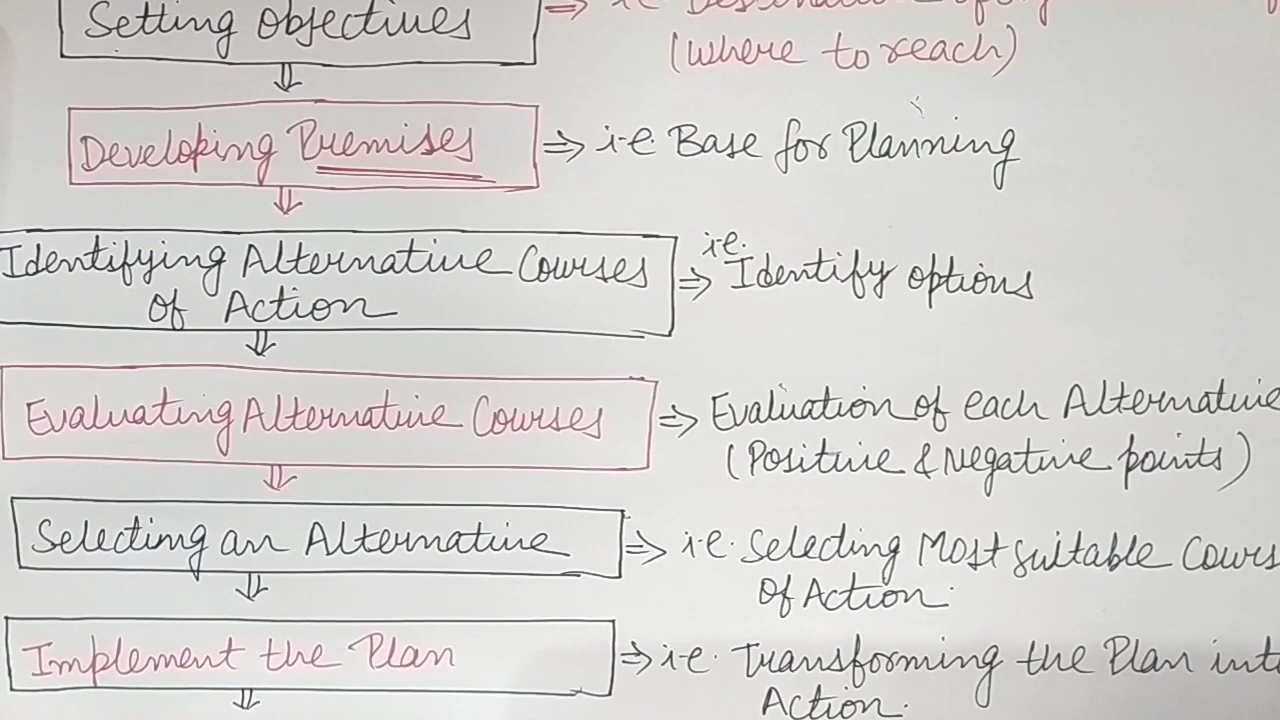 Setting Objectives ⇒ i.e.
(where to reach)
Developing Premises ⇒ i.e. Base for Planning
Identifying Alternative Courses
of Action
⇒ i.e. Identify options
Evaluating Alternative Courses ⇒ Evaluation of each Alternative
(Positive & Negative points)
Selecting an Alternative ⇒ i.e. Selecting Most suitable Cours
Of Action.
Implement the Plan ⇒ i.e. Transforming the Plan int
Action.